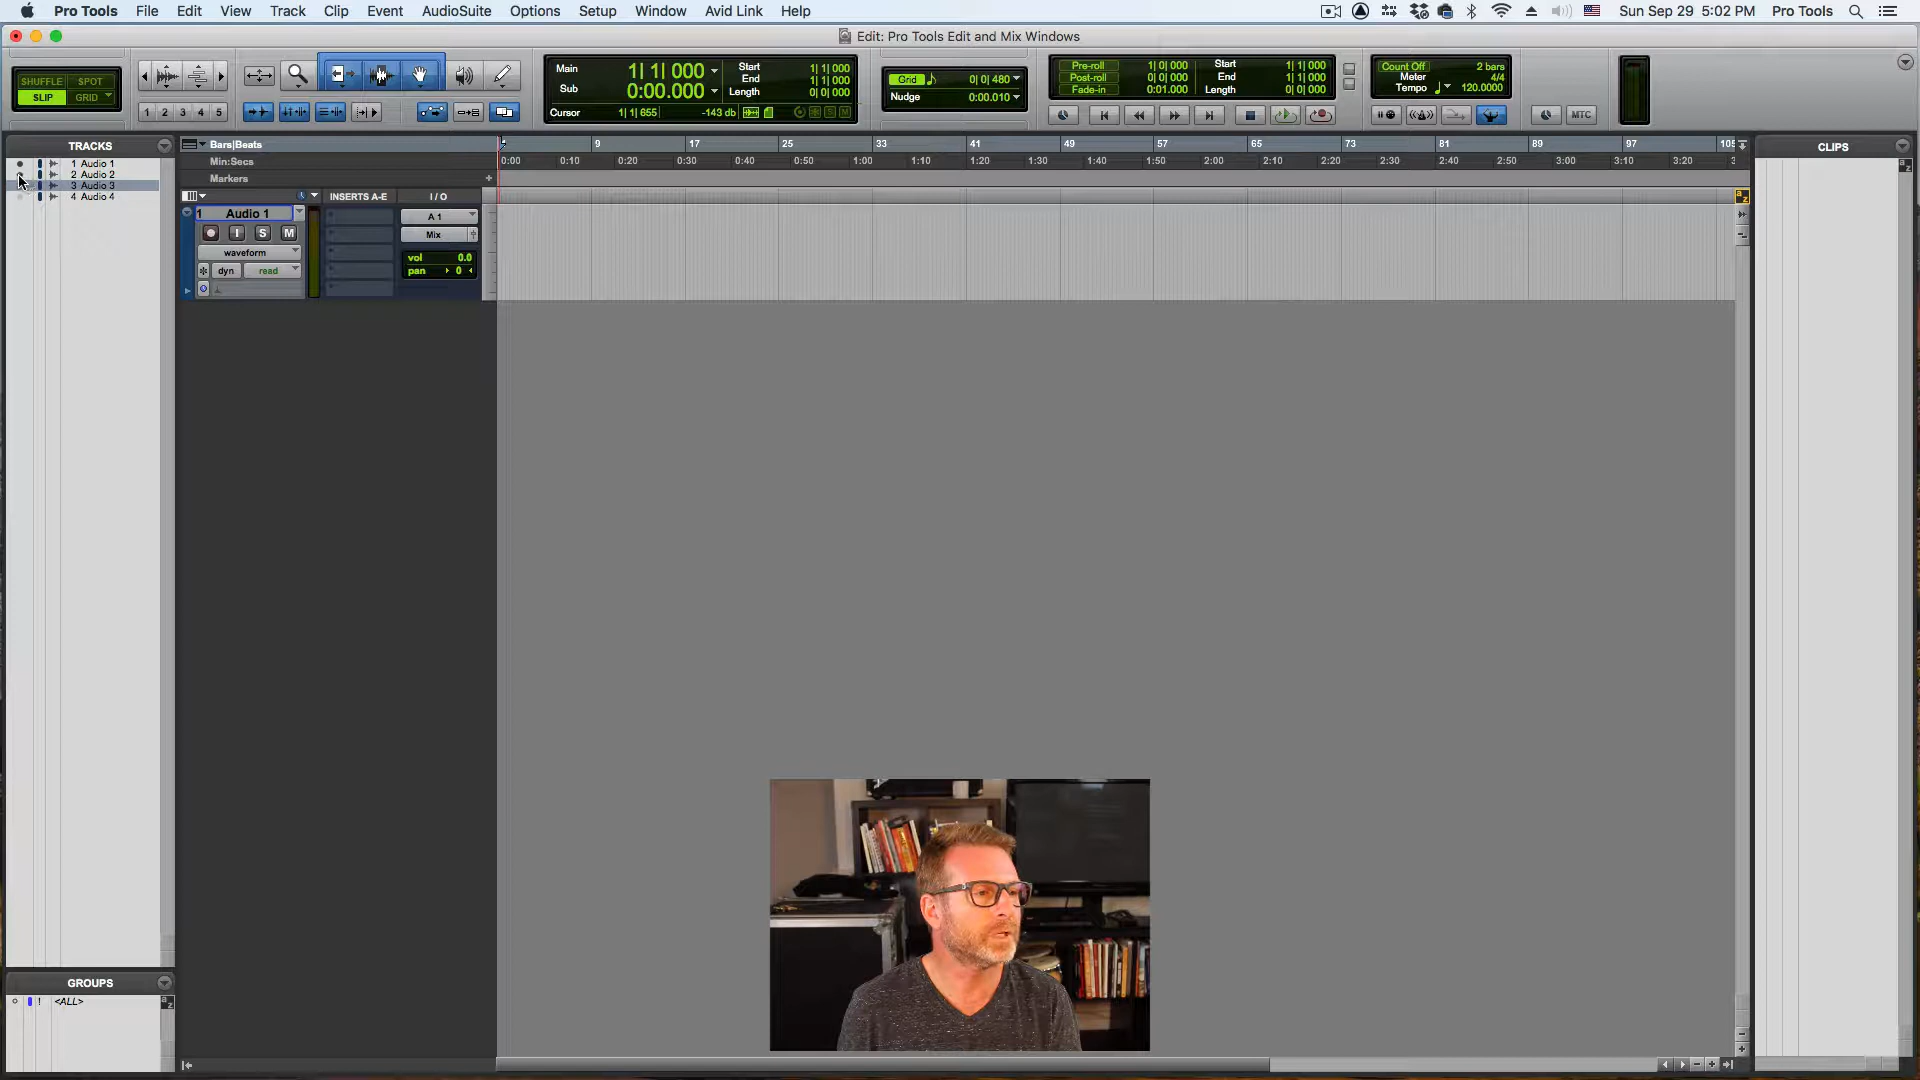 Pro Tools File Edit View Track Clip Event AudioSuite Options Setup Window Avid Link Help Sun Sep 29 5:02 PM Pro Tools
Edit: Pro Tools Edit and Mix Windows
SHUFFLE SPOT
SLIP GRID
1 2 3 4 5
Main 1| 1| 000
Sub 0:00.000
Start 1| 1| 000
End 1| 1| 000
Length 0| 0| 000
Cursor 1| 1| 655 -143 db
Grid 0| 0| 480
Nudge 0:00.010
Pre-roll 0| 0| 000
Post-roll 0| 0| 000
Fade-in 0:01.000
Start 1| 1| 000
End 1| 1| 000
Length 0| 0| 000
Count Off 2 bars
Meter 4/4
Tempo 120.0000
MTC
TRACKS
1 Audio 1
2 Audio 2
3 Audio 3
4 Audio 4
Bars|Beats 9 17 25 33 41 49 57 65 73 81 89 97 105
Min:Secs 0:00 0:10 0:20 0:30 0:40 0:50 1:00 1:10 1:20 1:30 1:40 1:50 2:00 2:10 2:20 2:30 2:40 2:50 3:00 3:10 3:20
Markers
INSERTS A-E I/O
1 Audio 1
I S M
waveform
dyn read
A 1
Mix
vol 0.0
pan 0
CLIPS
GROUPS
! <ALL>